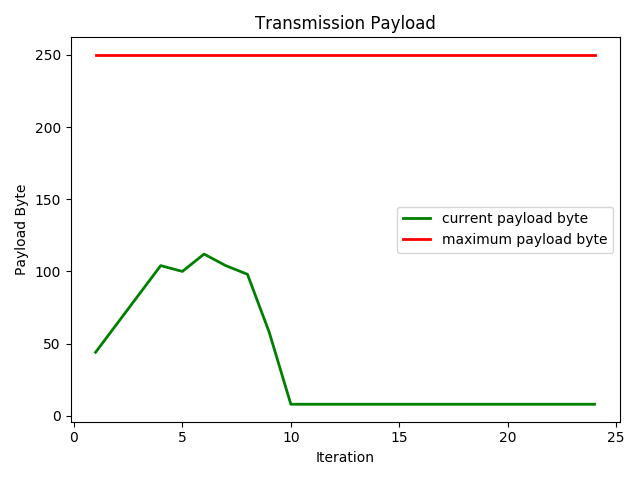 Transmission Payload
250
200
150
100
50
0
Payload Byte
current payload byte
maximum payload byte
0 5 10 15 20 25
Iteration